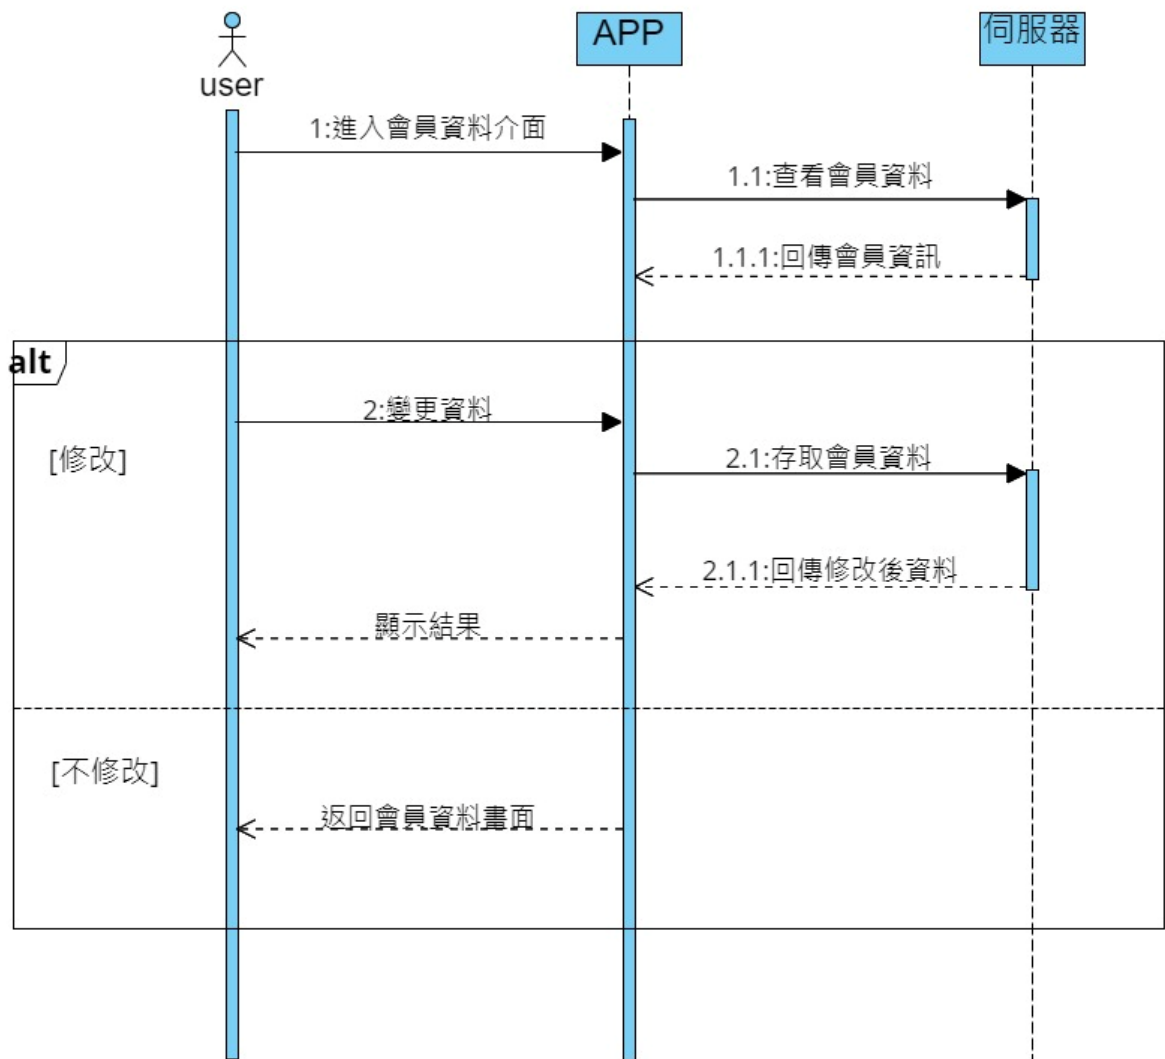 user
APP
伺服器
1:進入會員資料介面
1.1:查看會員資料
1.1.1:回傳會員資訊
alt
2:變更資料
[修改]
2.1:存取會員資料
2.1.1:回傳修改後資料
顯示結果
[不修改]
返回會員資料畫面